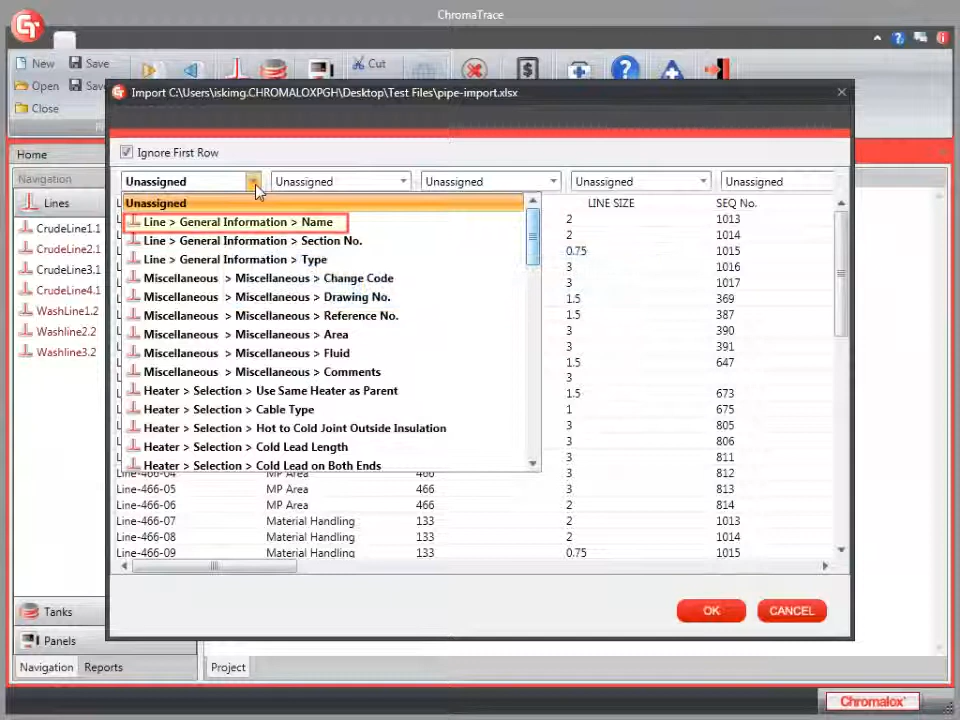 ChromaTrace
New Save Cut
Open
Close
Import C:\Users\iskimg.CHROMALOXPGH\Desktop\Test Files\pipe-import.xlsx
Home
Ignore First Row
Navigation
Unassigned Unassigned Unassigned Unassigned Unassigned
Lines
Unassigned LINE SIZE SEQ No.
Line > General Information > Name 2 1013
CrudeLine1.1
Line > General Information > Section No. 2 1014
CrudeLine2.1
Line > General Information > Type 0.75 1015
CrudeLine3.1
Miscellaneous > Miscellaneous > Change Code 3 1016
CrudeLine4.1
Miscellaneous > Miscellaneous > Drawing No. 3 1017
1.5 369
WashLine1.2
Miscellaneous > Miscellaneous > Reference No. 1.5 387
Washline2.2
Miscellaneous > Miscellaneous > Area 3 390
Washline3.2
Miscellaneous > Miscellaneous > Fluid 3 391
Miscellaneous > Miscellaneous > Comments 1.5 647
3
Heater > Selection > Use Same Heater as Parent 1.5 673
Heater > Selection > Cable Type 1 675
Heater > Selection > Hot to Cold Joint Outside Insulation 3 805
Heater > Selection > Cold Lead Length 3 806
Heater > Selection > Cold Lead on Both Ends 3 811
Line-466-04 MP Area 466 3 812
Line-466-05 MP Area 466 3 813
Line-466-06 MP Area 466 2 814
Line-466-07 Material Handling 133 2 1013
Line-466-08 Material Handling 133 2 1014
Line-466-09 Material Handling 133 0.75 1015
Tanks
OK CANCEL
Panels
Navigation Reports Project
Chromalox